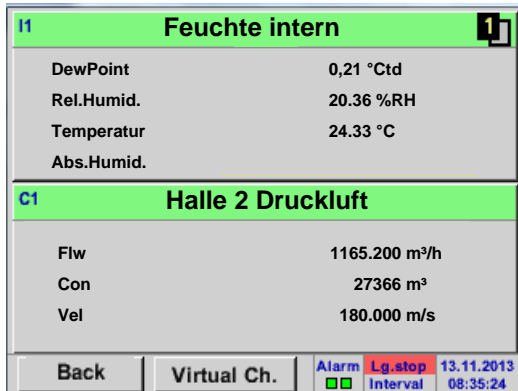 I1 Feuchte intern 1
DewPoint 0,21 °Ctd
Rel.Humid. 20.36 %RH
Temperatur 24.33 °C
Abs.Humid.
C1 Halle 2 Druckluft
Flw 1165.200 m³/h
Con 27366 m³
Vel 180.000 m/s
Back Virtual Ch. Alarm Lg.stop 13.11.2013
Interval 08:35:24